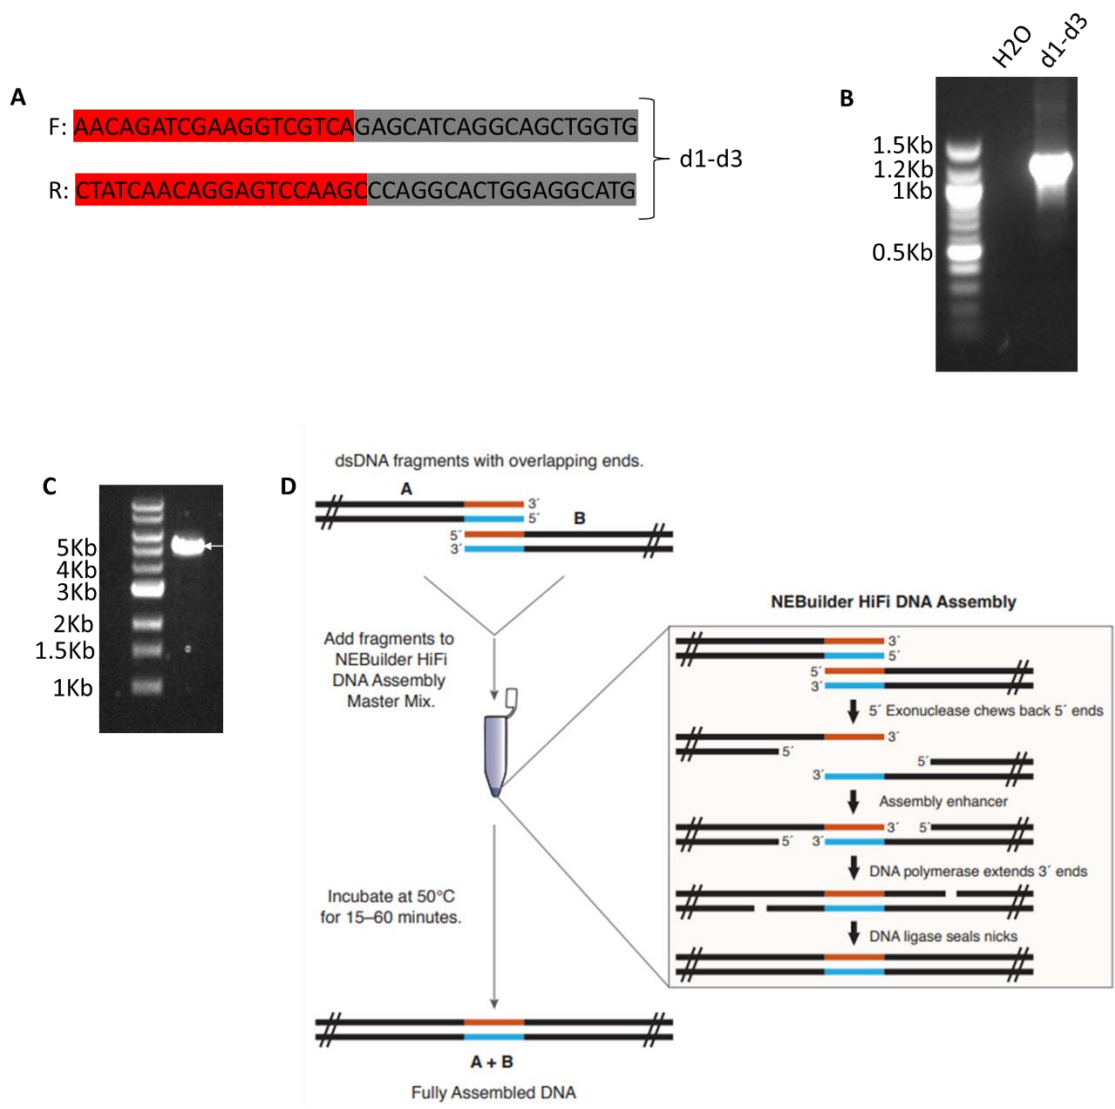 A
F: AACAGATCGAAGGTCGTCAGAGCATCAGGCAGCTGGTG
R: CTATCAACAGGAGTCCAAGCCCAGGCACTGGAGGCATG
d1-d3
B
H2O
d1-d3
1.5Kb
1.2Kb
1Kb
0.5Kb
C
5Kb
4Kb
3Kb
2Kb
1.5Kb
1Kb
D
dsDNA fragments with overlapping ends.
A
3´
5´
B
5´
3´
Add fragments to
NEBuilder HiFi
DNA Assembly
Master Mix.
Incubate at 50°C
for 15–60 minutes.
A + B
Fully Assembled DNA
NEBuilder HiFi DNA Assembly
3´
5´
5´
3´
5´ Exonuclease chews back 5´ ends
3´
5´
5´
3´
Assembly enhancer
3´ 5´
5´ 3´
DNA polymerase extends 3´ ends
DNA ligase seals nicks